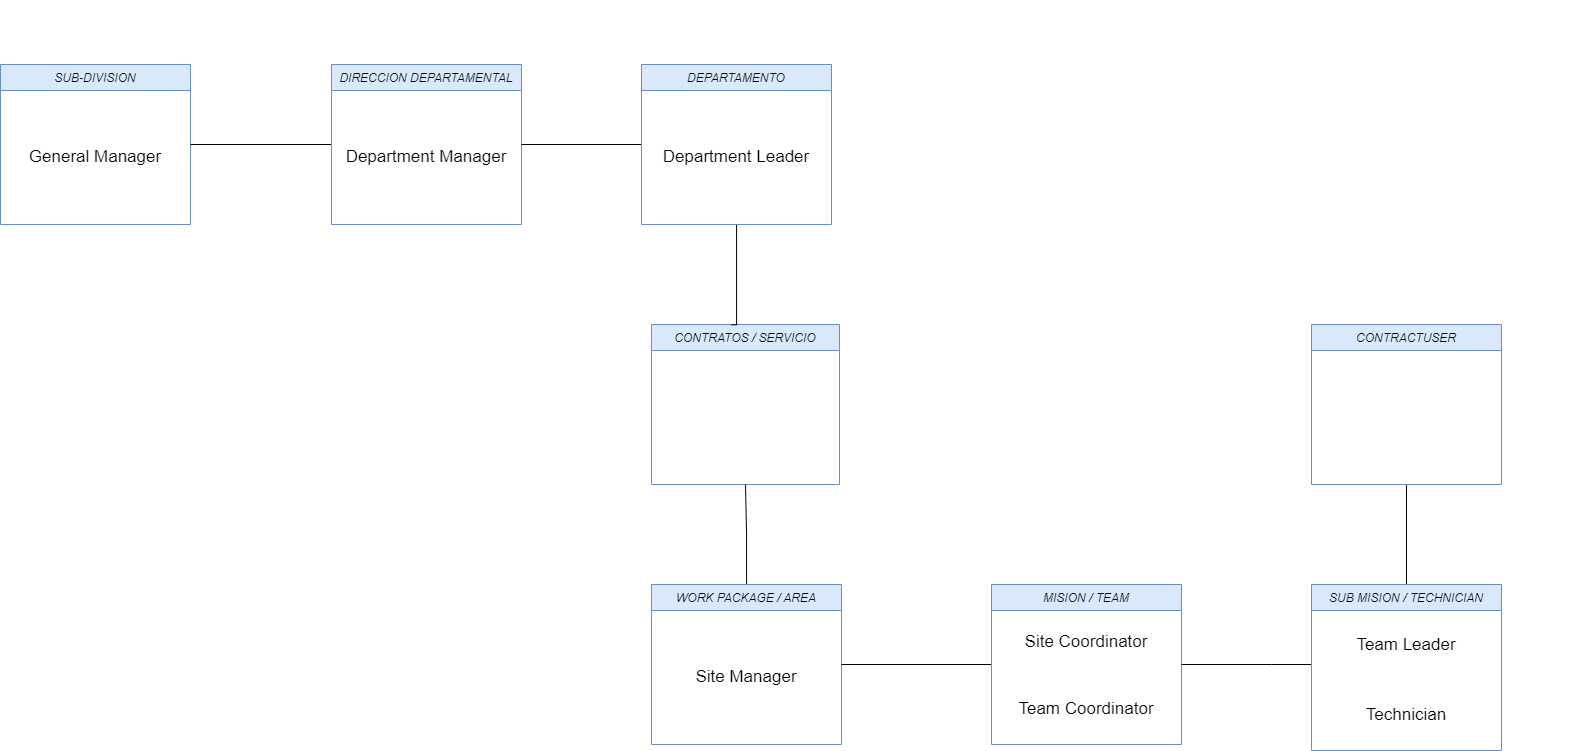 SUB-DIVISION
General Manager
DIRECCION DEPARTAMENTAL
Department Manager
DEPARTAMENTO
Department Leader
CONTRATOS / SERVICIO
CONTRACTUSER
WORK PACKAGE / AREA
Site Manager
MISION / TEAM
Site Coordinator
Team Coordinator
SUB MISION / TECHNICIAN
Team Leader
Technician